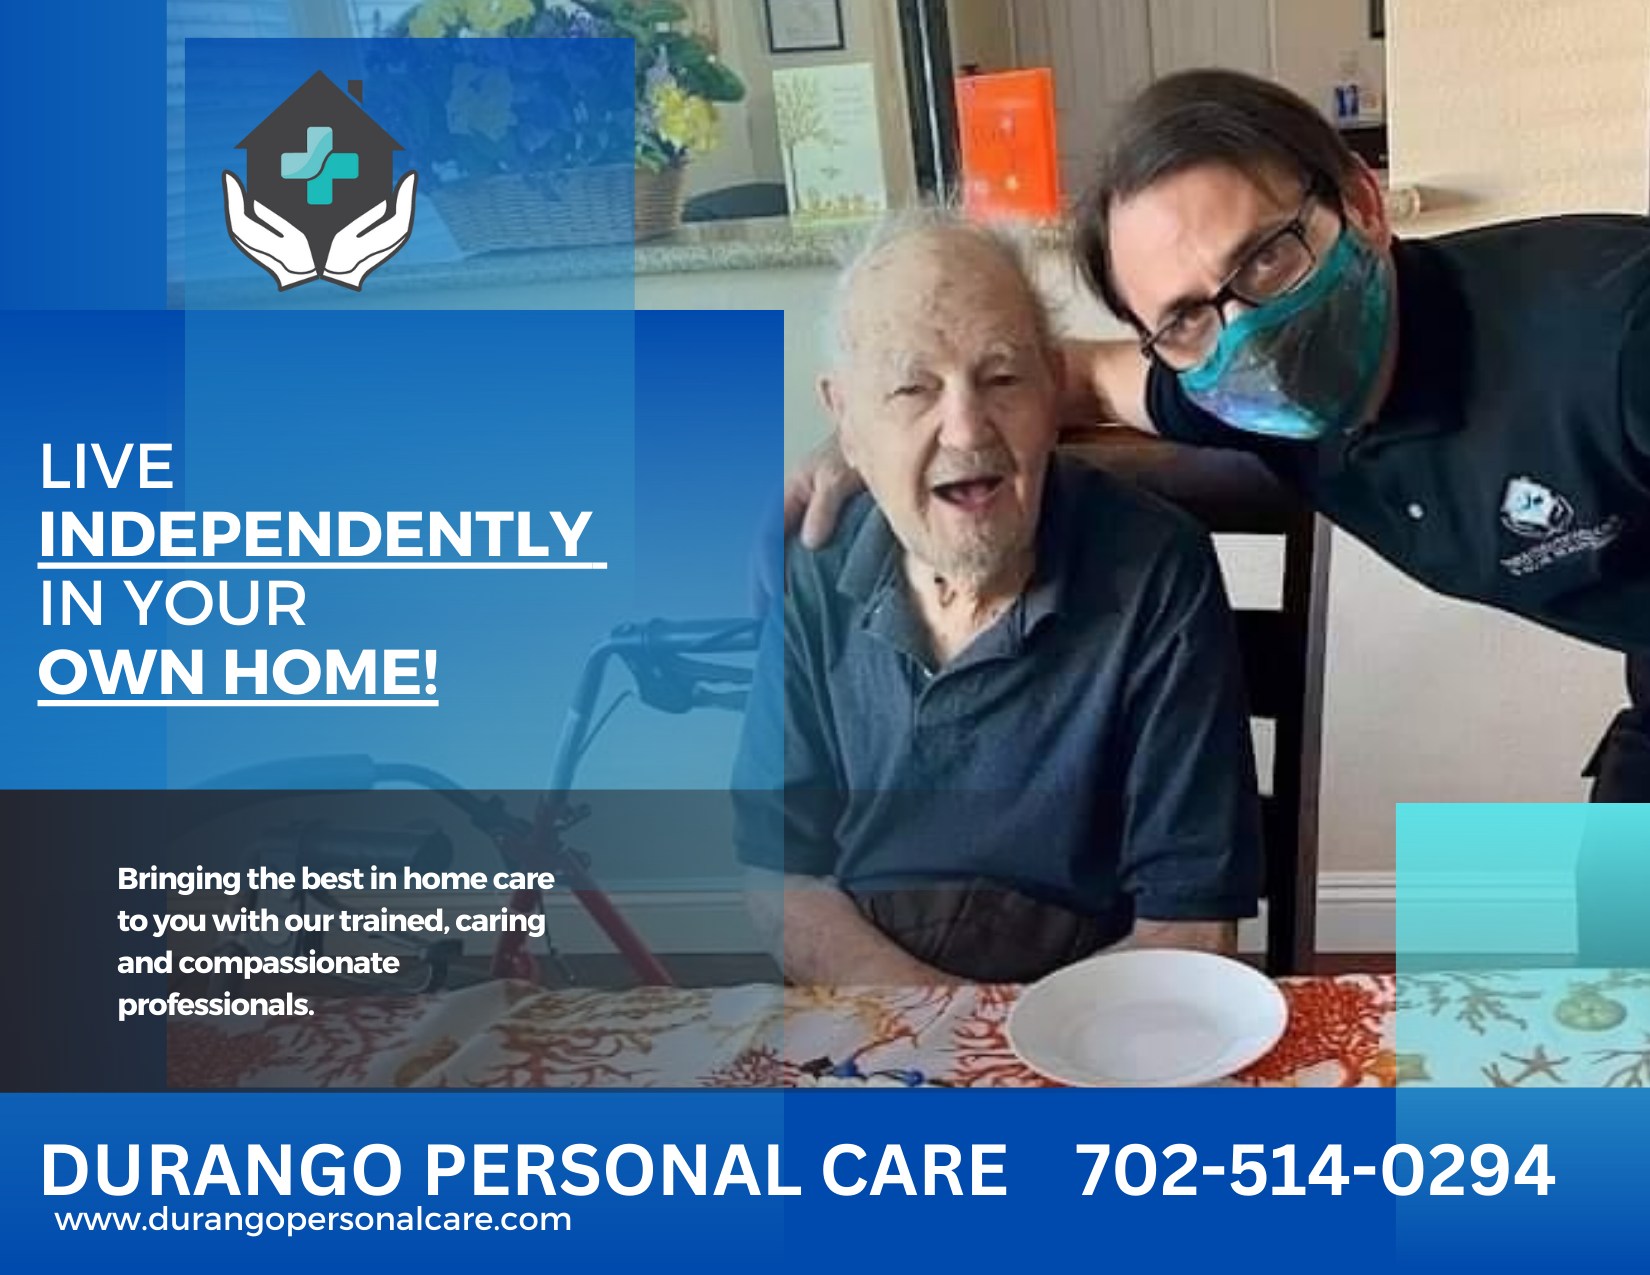 LIVE
INDEPENDENTLY
IN YOUR
OWN HOME!
Bringing the best in home care
to you with our trained, caring
and compassionate
professionals.
DURANGO PERSONAL CARE 702-514-0294
www.durangopersonalcare.com